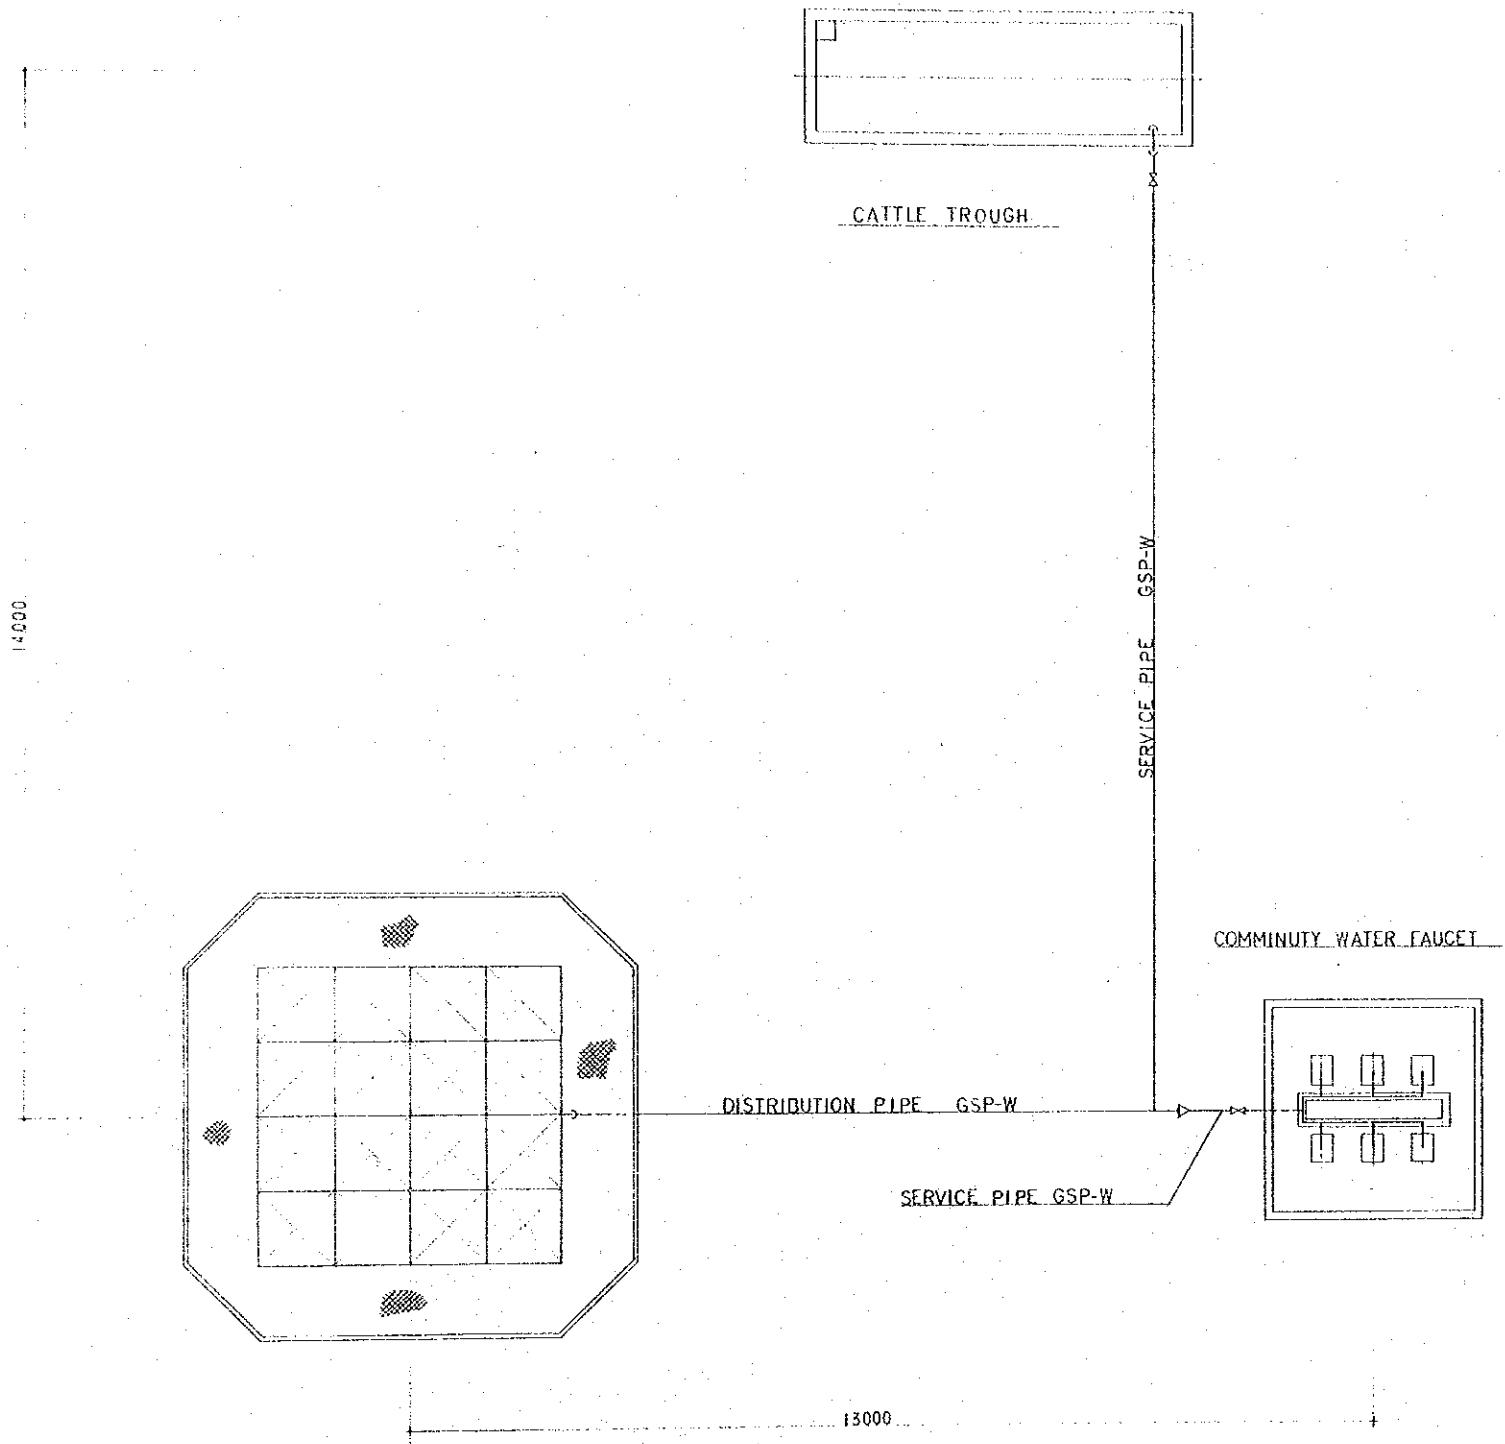 CATTLE TROUGH
SERVICE PIPE GSP-W
14000
COMMINUTY WATER FAUCET
DISTRIBUTION PIPE GSP-W
SERVICE PIPE GSP-W
13000